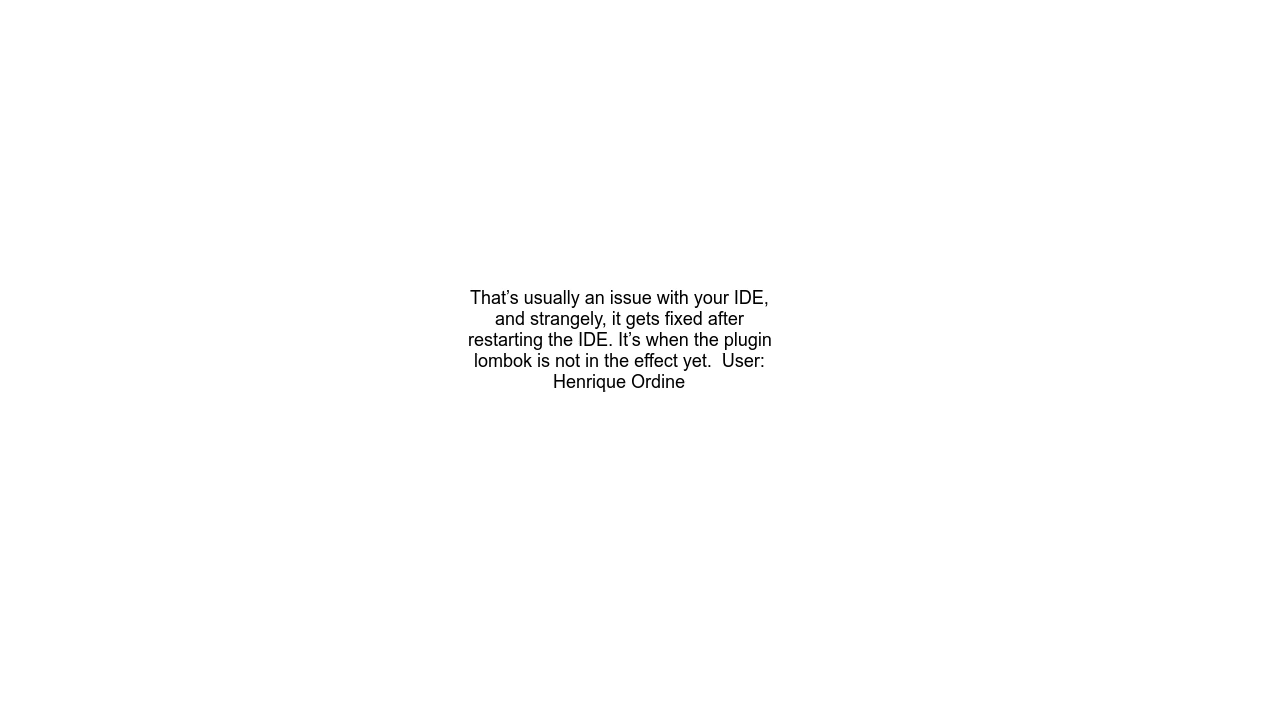 That’s usually an issue with your IDE,
and strangely, it gets fixed after
restarting the IDE. It’s when the plugin
lombok is not in the effect yet.  User:
Henrique Ordine